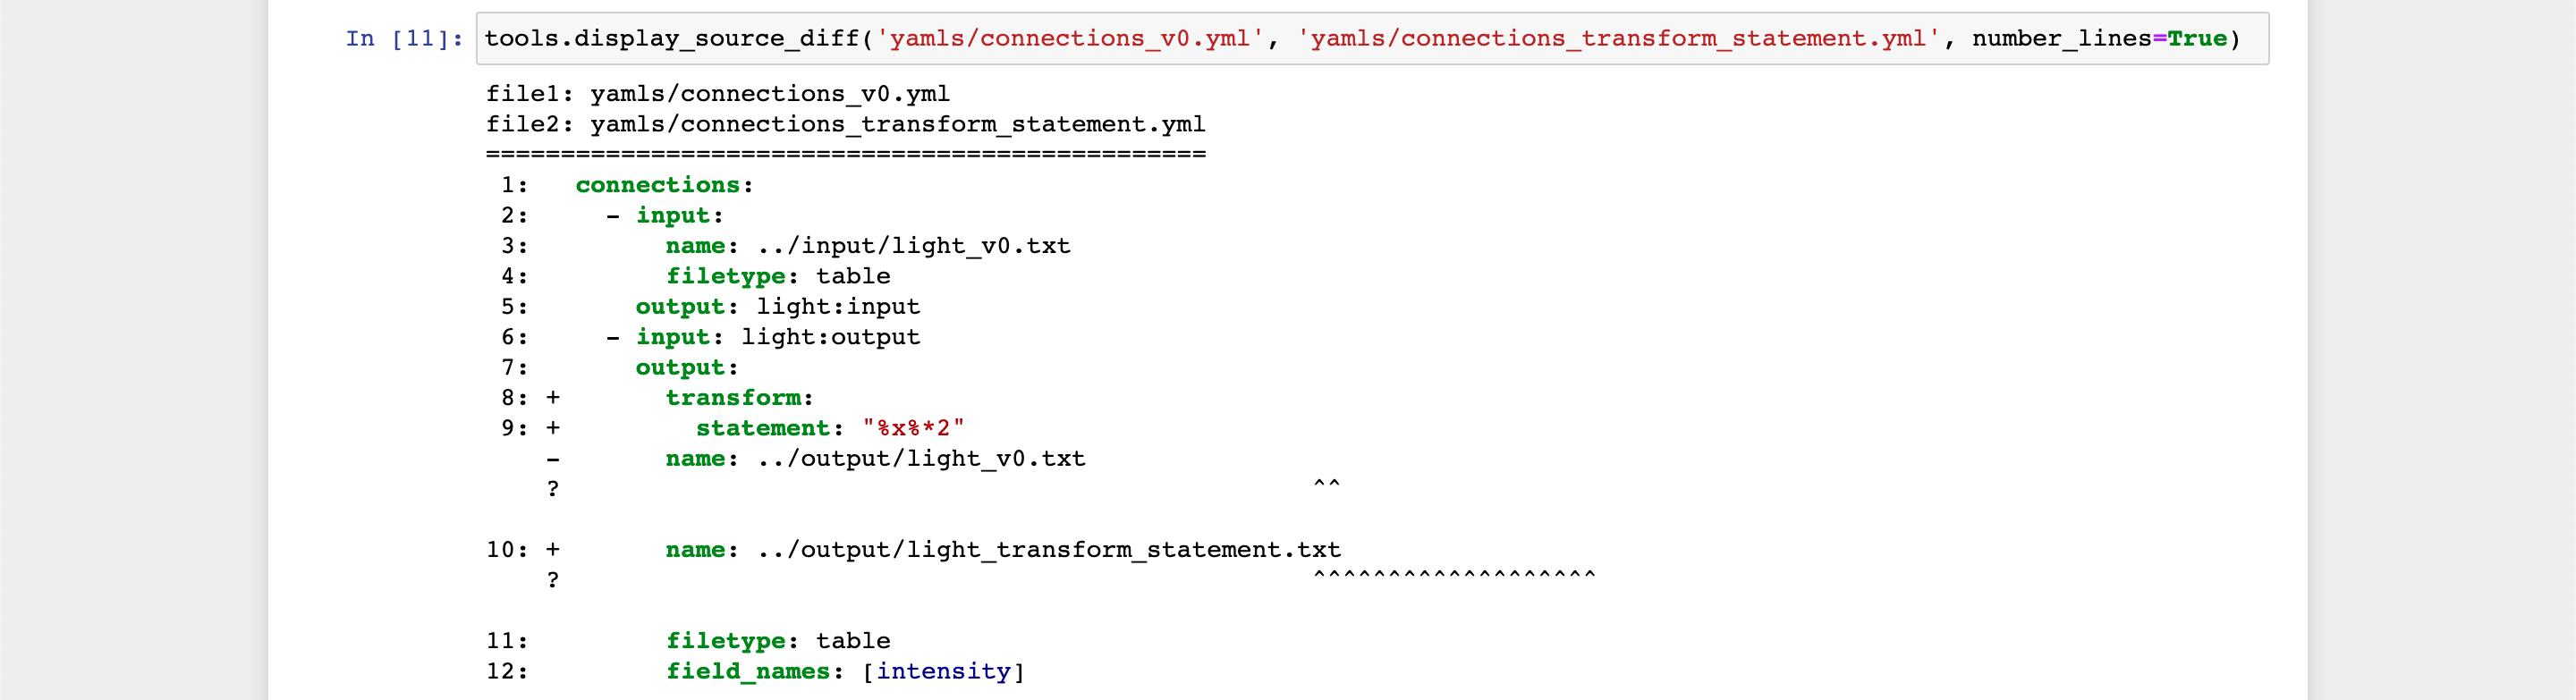 In [11]: tools.display_source_diff('yamls/connections_v0.yml', 'yamls/connections_transform_statement.yml', number_lines=True)
file1: yamls/connections_v0.yml
file2: yamls/connections_transform_statement.yml
================================================
1:   connections:
2:     - input:
3:         name: ../input/light_v0.txt
4:         filetype: table
5:       output: light:input
6:     - input: light:output
7:       output:
8: +       transform:
9: +         statement: "%x%*2"
-       name: ../output/light_v0.txt
?                                                  ^^
10: +       name: ../output/light_transform_statement.txt
?                                                  ^^^^^^^^^^^^^^^^^^^
11:         filetype: table
12:         field_names: [intensity]